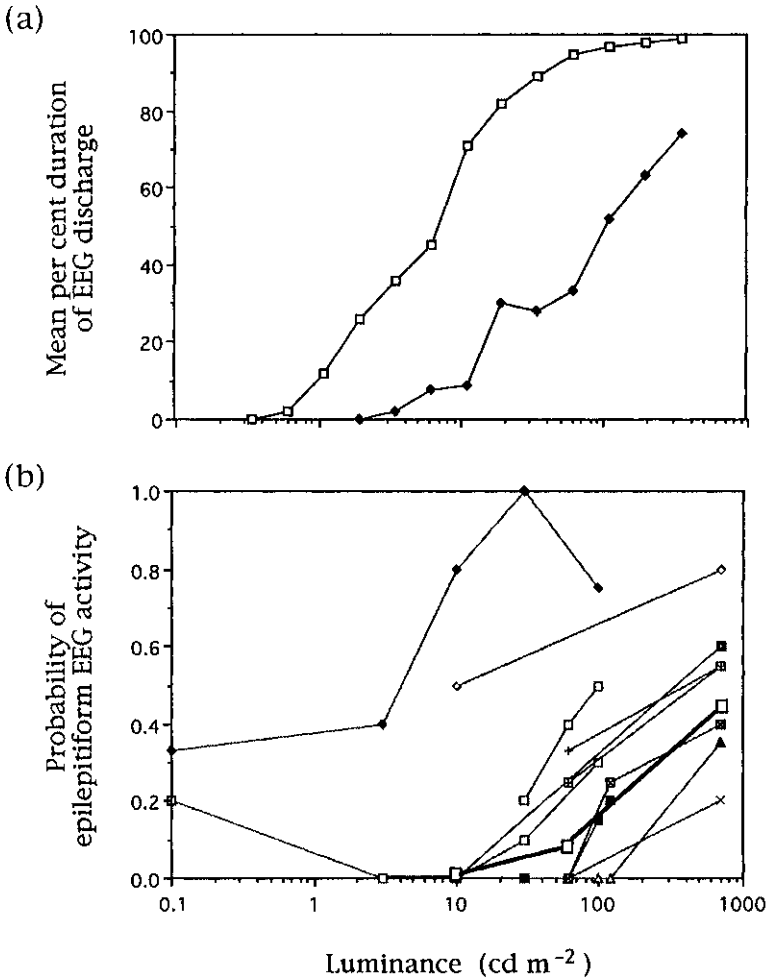 (a)
Mean per cent duration
of EEG discharge
100
80
60
40
20
0
(b)
Probability of
epilepitiform EEG activity
1.0
0.8
0.6
0.4
0.2
0.0
0.1 1 10 100 1000
Luminance (cd m⁻²)